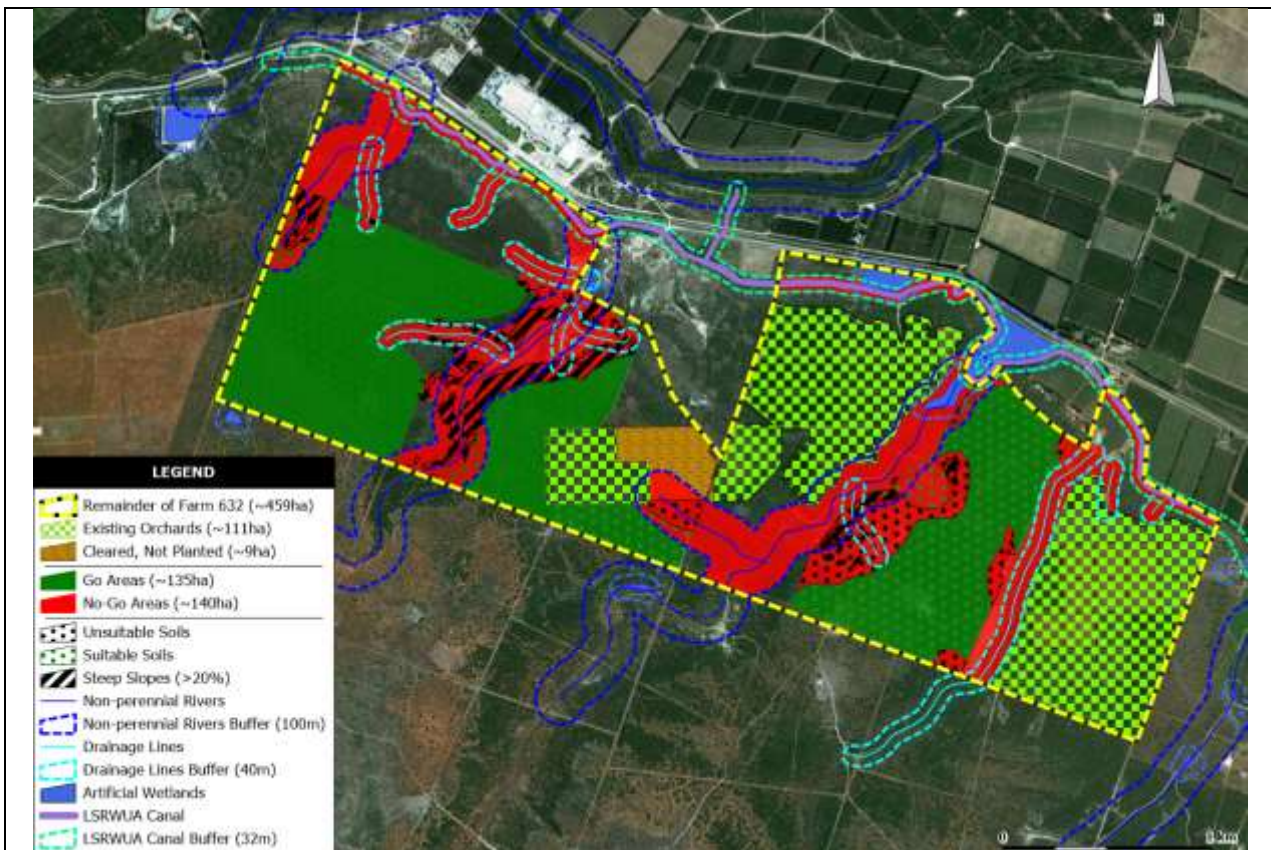 N
LEGEND
Remainder of Farm 632 (~459ha)
Existing Orchards (~111ha)
Cleared, Not Planted (~9ha)
Go Areas (~135ha)
No-Go Areas (~140ha)
Unsuitable Soils
Suitable Soils
Steep Slopes (>20%)
Non-perennial Rivers
Non-perennial Rivers Buffer (100m)
Drainage Lines
Drainage Lines Buffer (40m)
Artificial Wetlands
LSRWUA Canal
LSRWUA Canal Buffer (32m)
0